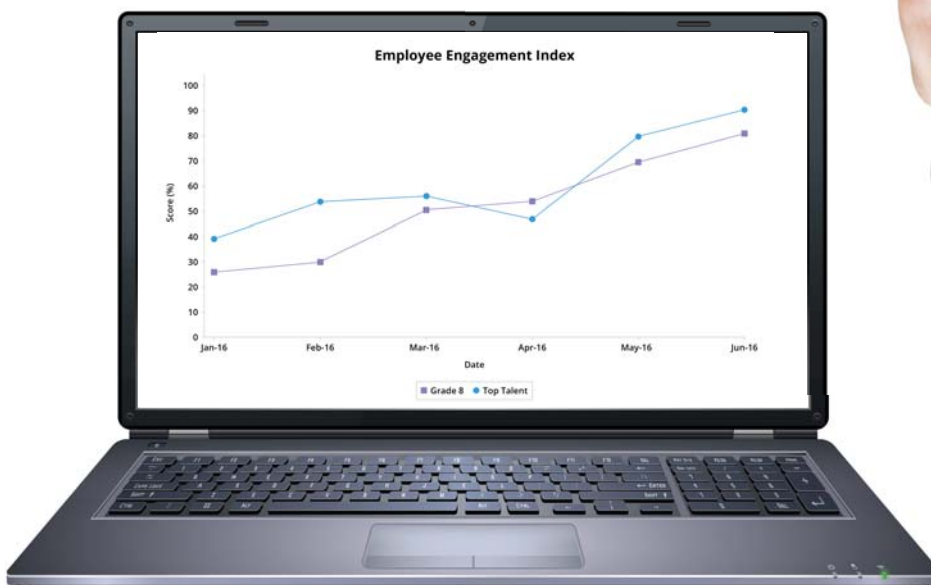 Employee Engagement Index
100
90
80
70
60
50
40
30
20
10
0
Score (%)
Jan-16 Feb-16 Mar-16 Apr-16 May-16 Jun-16
Date
Grade 8 Top Talent